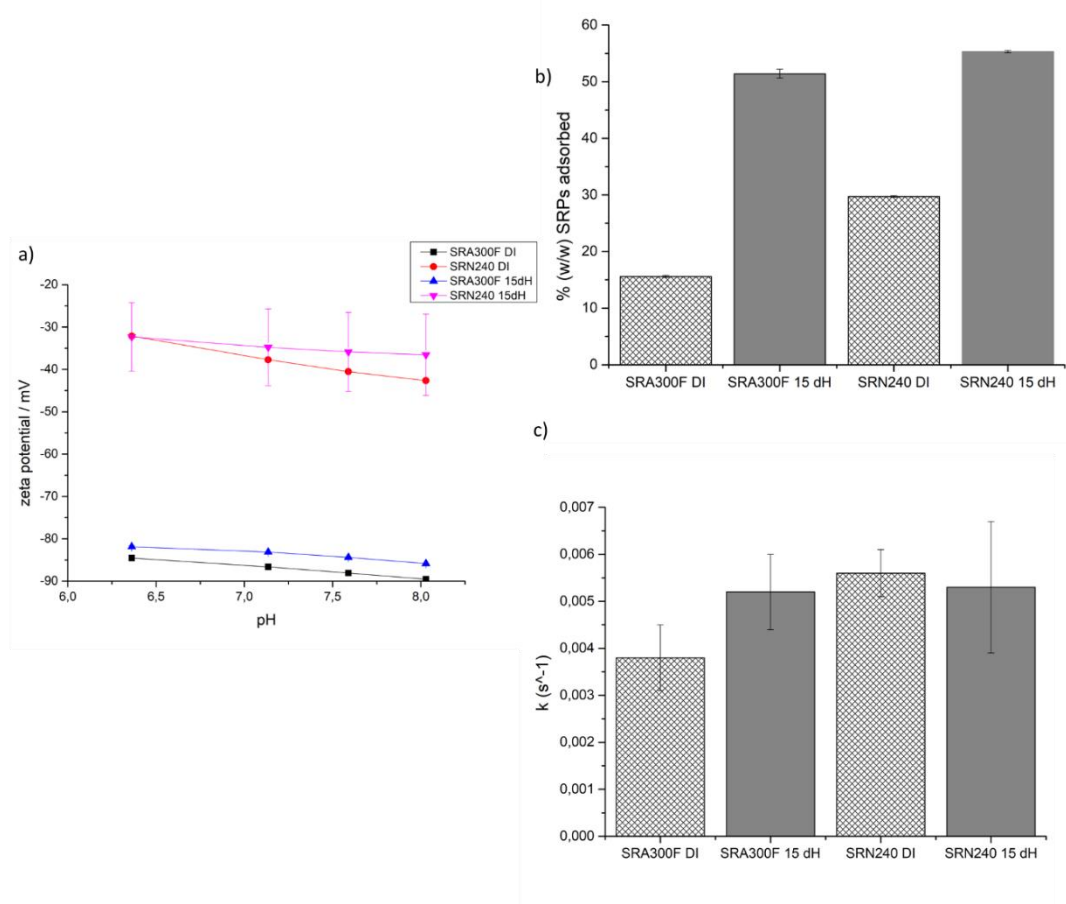 a)
SRA300F DI
SRN240 DI
SRA300F 15dH
SRN240 15dH
-20
-30
-40
-50
-60
-70
-80
-90
zeta potential / mV
6,0 6,5 7,0 7,5 8,0
pH
b)
60
50
40
30
20
10
0
% (w/w) SRPs adsorbed
SRA300F DI SRA300F 15 dH SRN240 DI SRN240 15 dH
c)
0,007
0,006
0,005
0,004
0,003
0,002
0,001
0,000
k (s^-1)
SRA300F DI SRA300F 15 dH SRN240 DI SRN240 15 dH